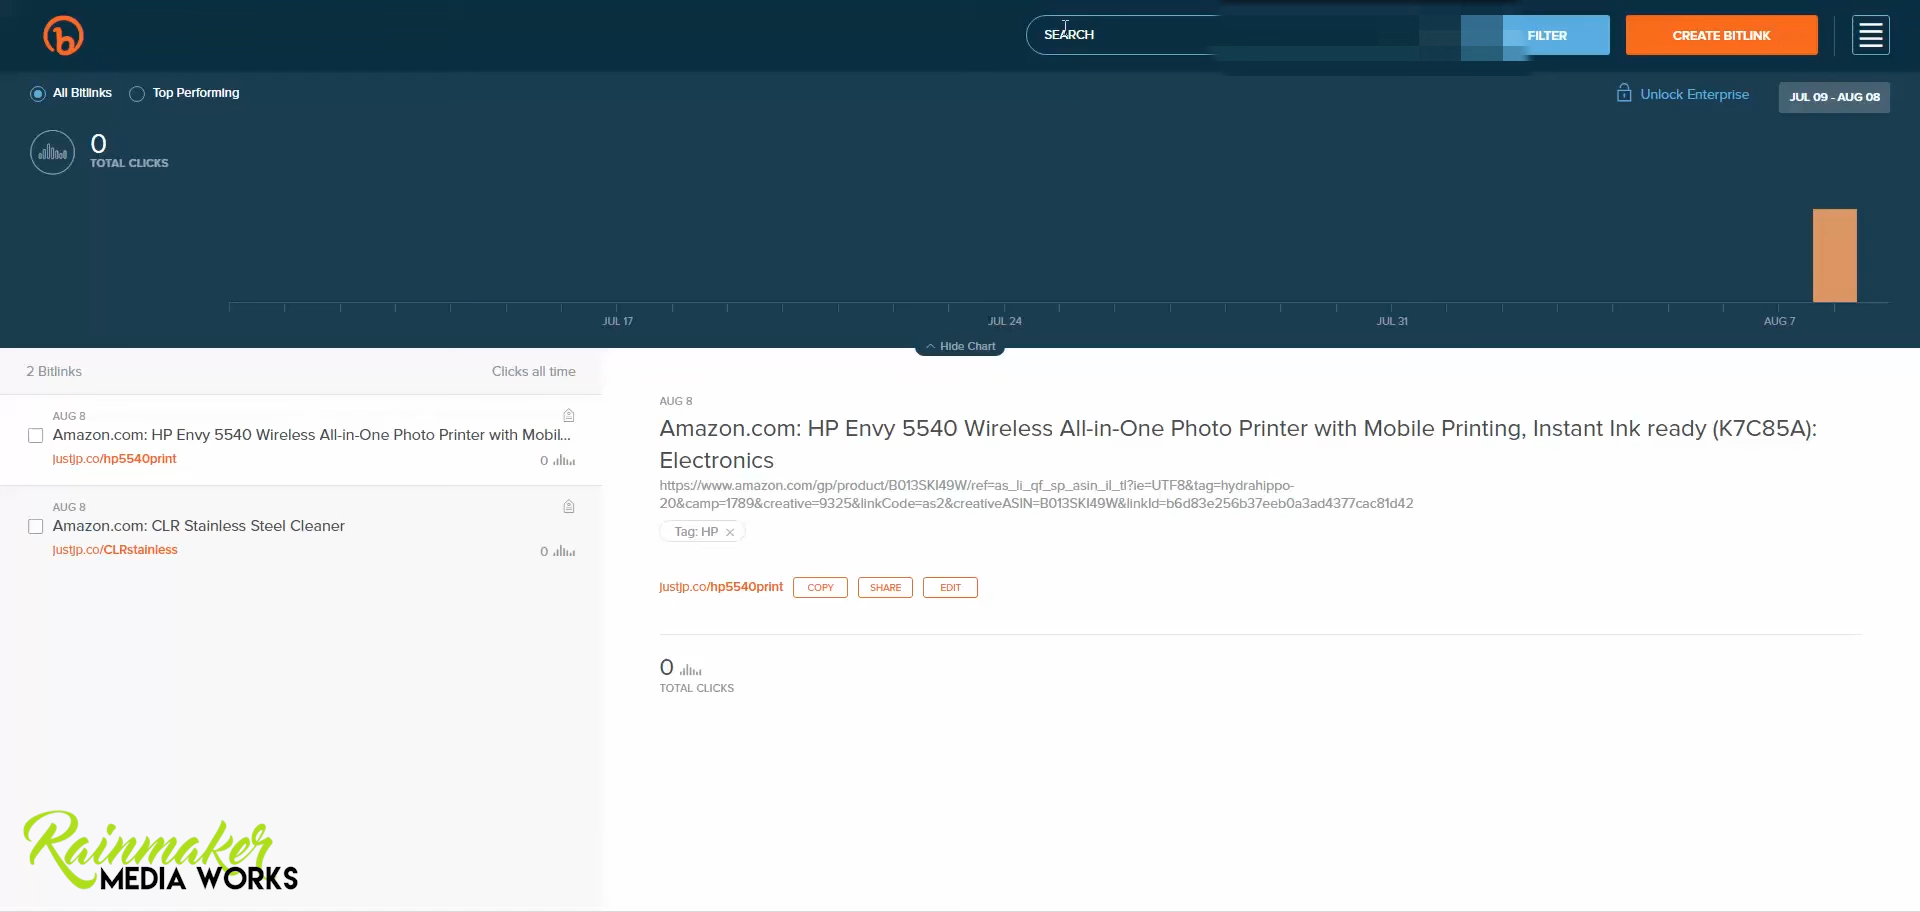 SEARCH
FILTER
CREATE BITLINK
All Bitlinks
Top Performing
Unlock Enterprise
JUL 09 - AUG 08
0
TOTAL CLICKS
JUL 17
JUL 24
JUL 31
AUG 7
Hide Chart
2 Bitlinks
Clicks all time
AUG 8
Amazon.com: HP Envy 5540 Wireless All-in-One Photo Printer with Mobil...
justjp.co/hp5540print
0
AUG 8
Amazon.com: CLR Stainless Steel Cleaner
justjp.co/CLRstainless
0
AUG 8
Amazon.com: HP Envy 5540 Wireless All-in-One Photo Printer with Mobile Printing, Instant Ink ready (K7C85A):
Electronics
https://www.amazon.com/gp/product/B013SKI49W/ref=as_li_qf_sp_asin_il_tl?ie=UTF8&tag=hydrahippo-
20&camp=1789&creative=9325&linkCode=as2&creativeASIN=B013SKI49W&linkId=b6d83e256b37eeb0a3ad4377cac81d42
Tag: HP
justjp.co/hp5540print
COPY
SHARE
EDIT
0
TOTAL CLICKS
Rainmaker
MEDIA WORKS